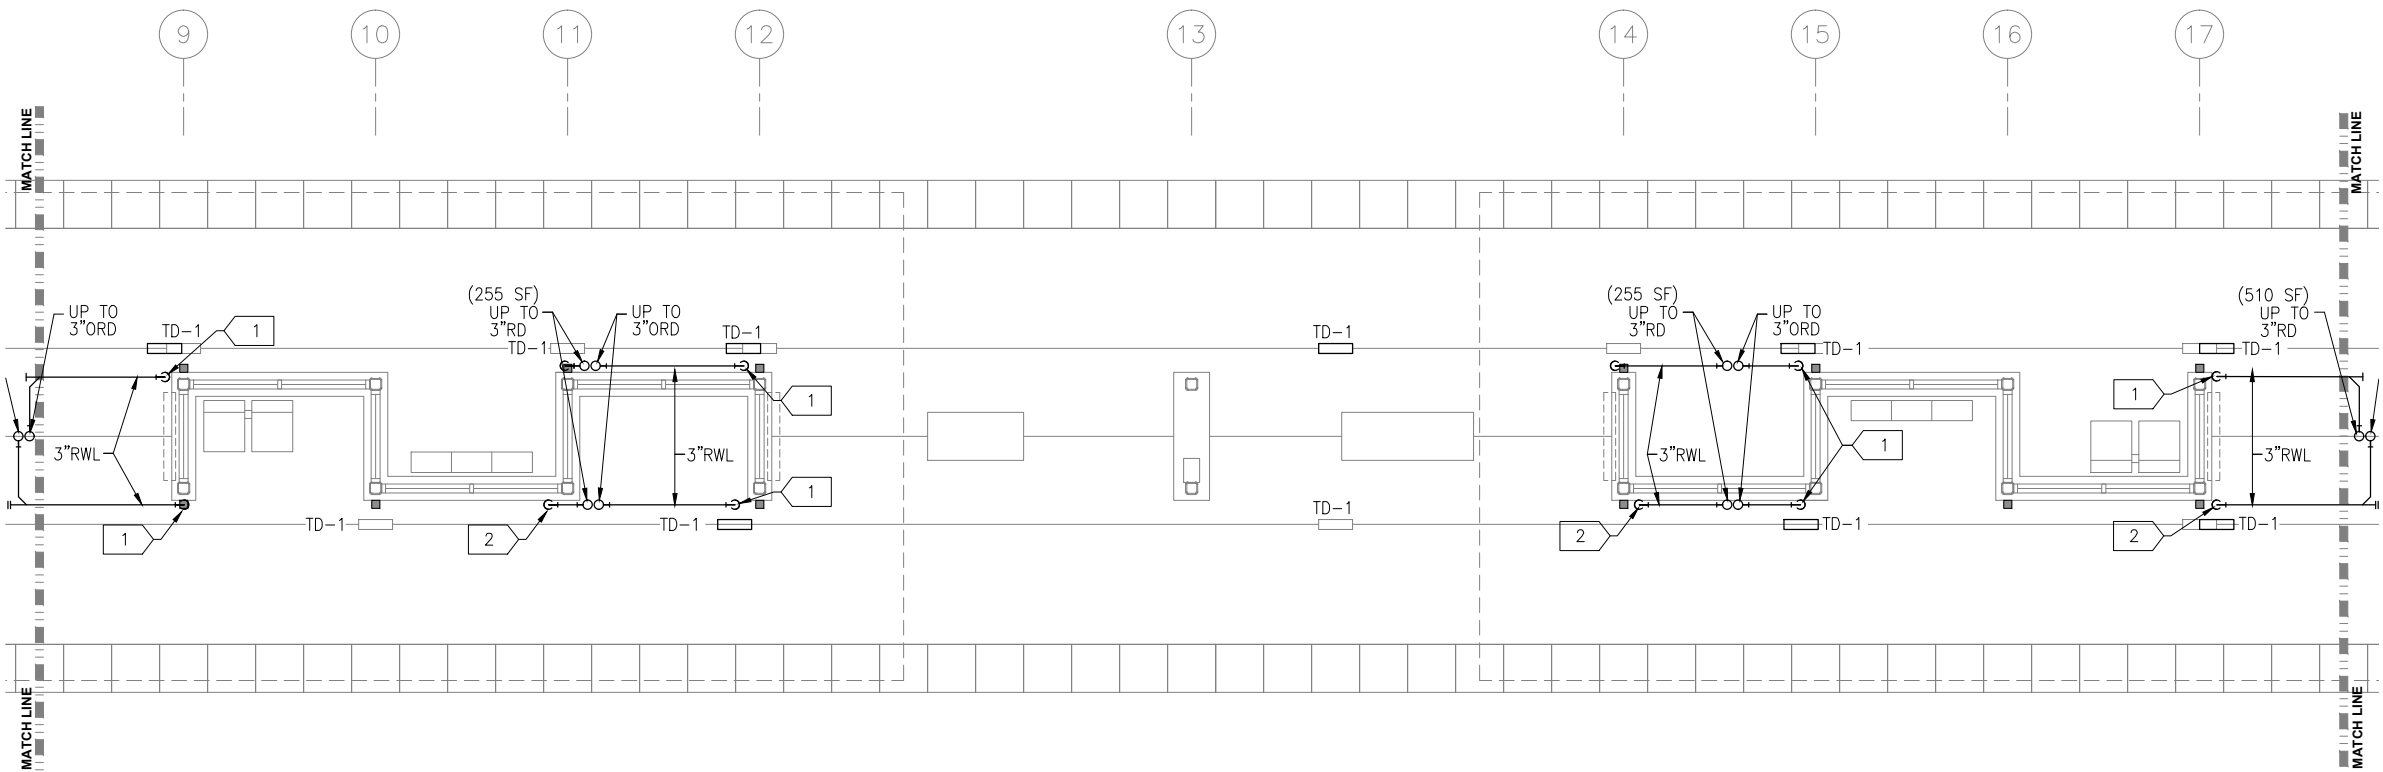 9
10
11
12
13
14
15
16
17
MATCH LINE
MATCH LINE
UP TO
3"ORD
TD-1
1
(255 SF)
UP TO
3"RD
UP TO
3"ORD
TD-1
TD-1
TD-1
(255 SF)
UP TO
3"RD
UP TO
3"ORD
TD-1
(510 SF)
UP TO
3"RD
TD-1
1
1
3"RWL
3"RWL
3"RWL
1
3"RWL
1
TD-1
TD-1
TD-1
TD-1
TD-1
1
2
2
2
MATCH LINE
MATCH LINE